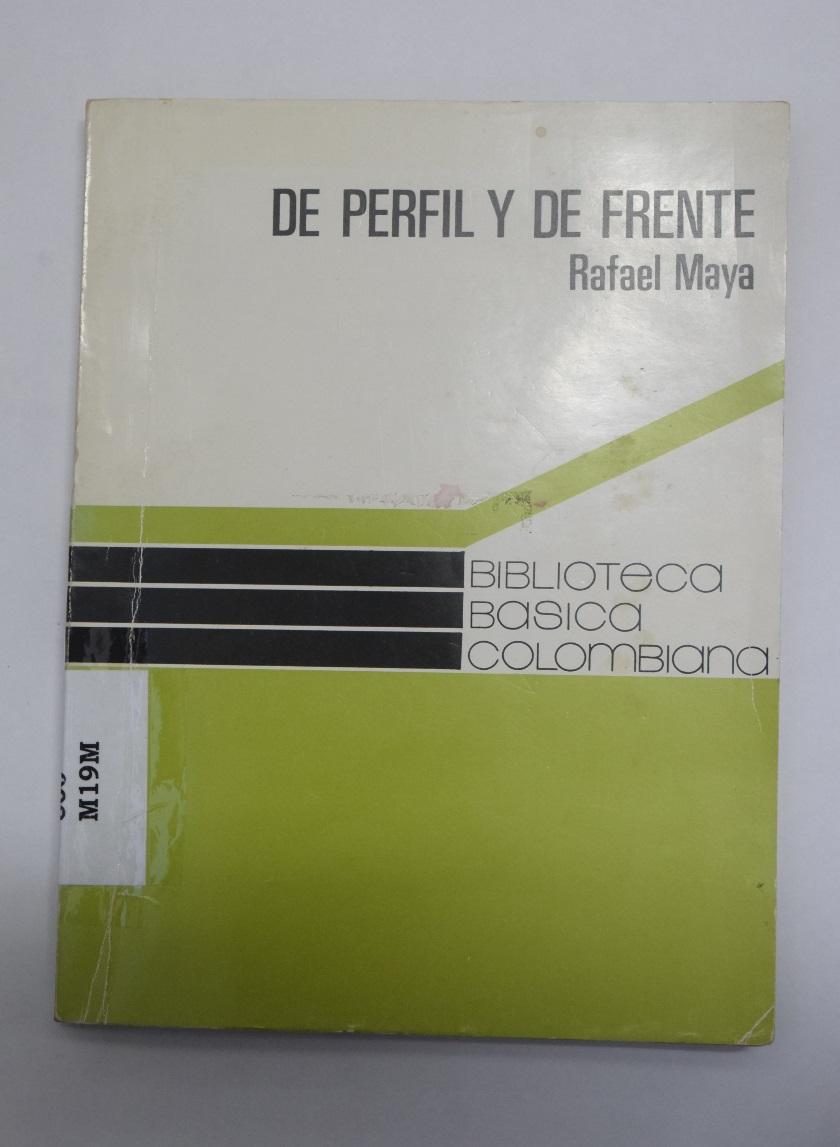 DE PERFIL Y DE FRENTE
Rafael Maya
BIBLIOTECA
BASICA
COLOMBIANA
M19M